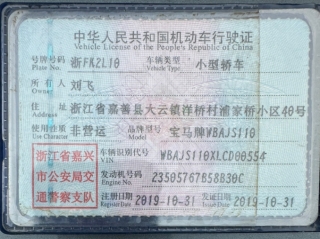 中华人民共和国机动车行驶证
Vehicle License of the People's Republic of China
号牌号码 浙FK2L10 车辆类型 小型轿车
Plate No. Vehicle Type
所有人 刘飞
Owner
住址 浙江省嘉善县大云镇洋桥村浦家桥小区40号
Address
使用性质 非营运 品牌型号 宝马牌WBAJS110
Use Character Model
浙江省嘉兴
市公安局交
通警察支队
车辆识别代号 WBAJS110XLCD00554
VIN
发动机号码 23505767B58B30C
Engine No.
注册日期 2019-10-31 发证日期 2019-10-31
Register Date Issue Date